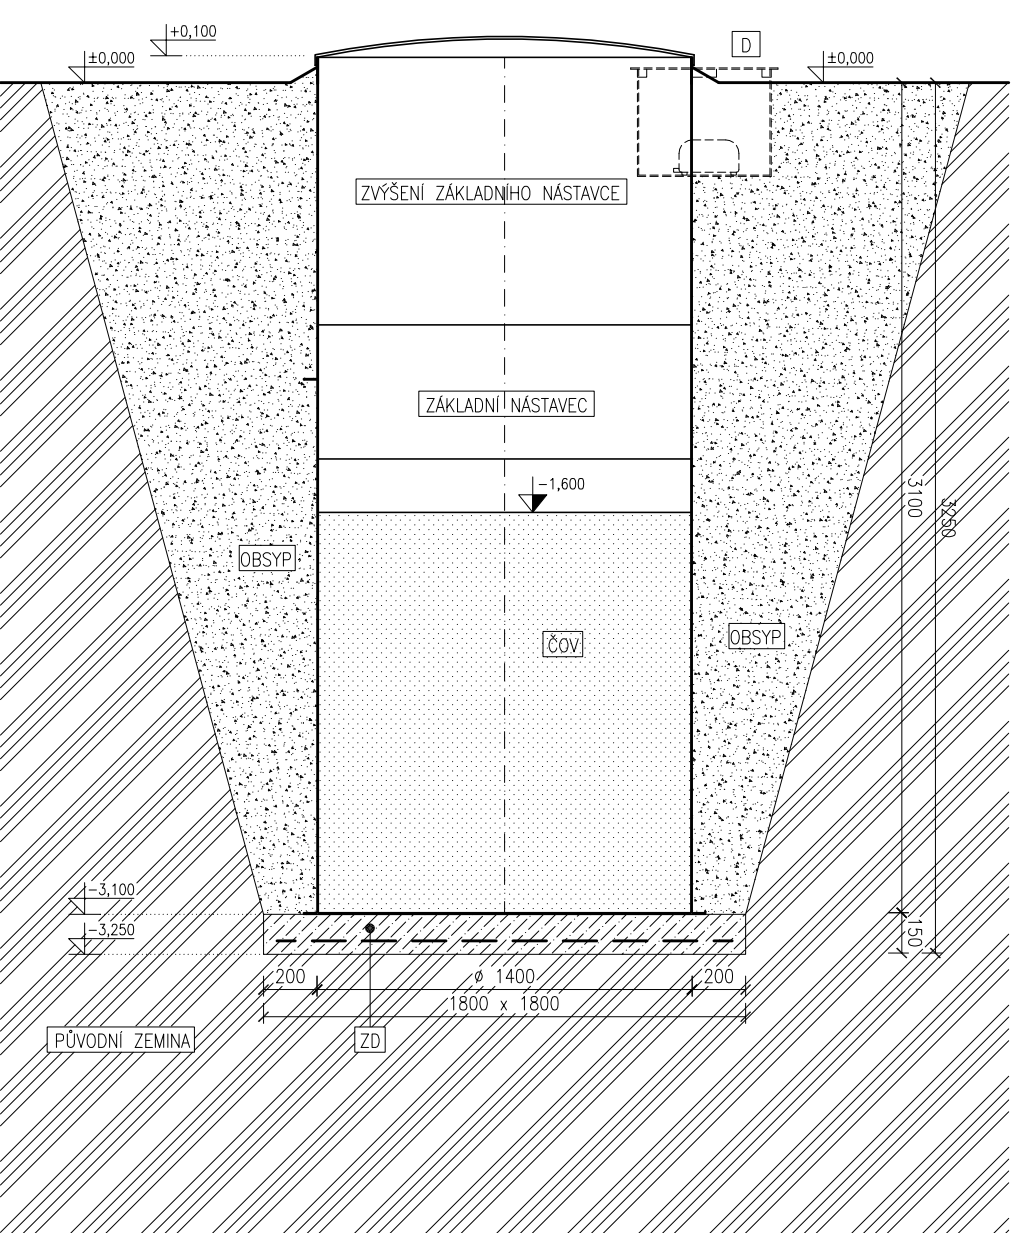 +0,100
D
±0,000
±0,000
ZVÝŠENÍ ZÁKLADNÍHO NÁSTAVCE
ZÁKLADNÍ NÁSTAVEC
-1,600
3100
3250
OBSYP
OBSYP
ČOV
-3,100
-3,250
150
200
ø 1400
200
1800 x 1800
PŮVODNÍ ZEMINA
ZD